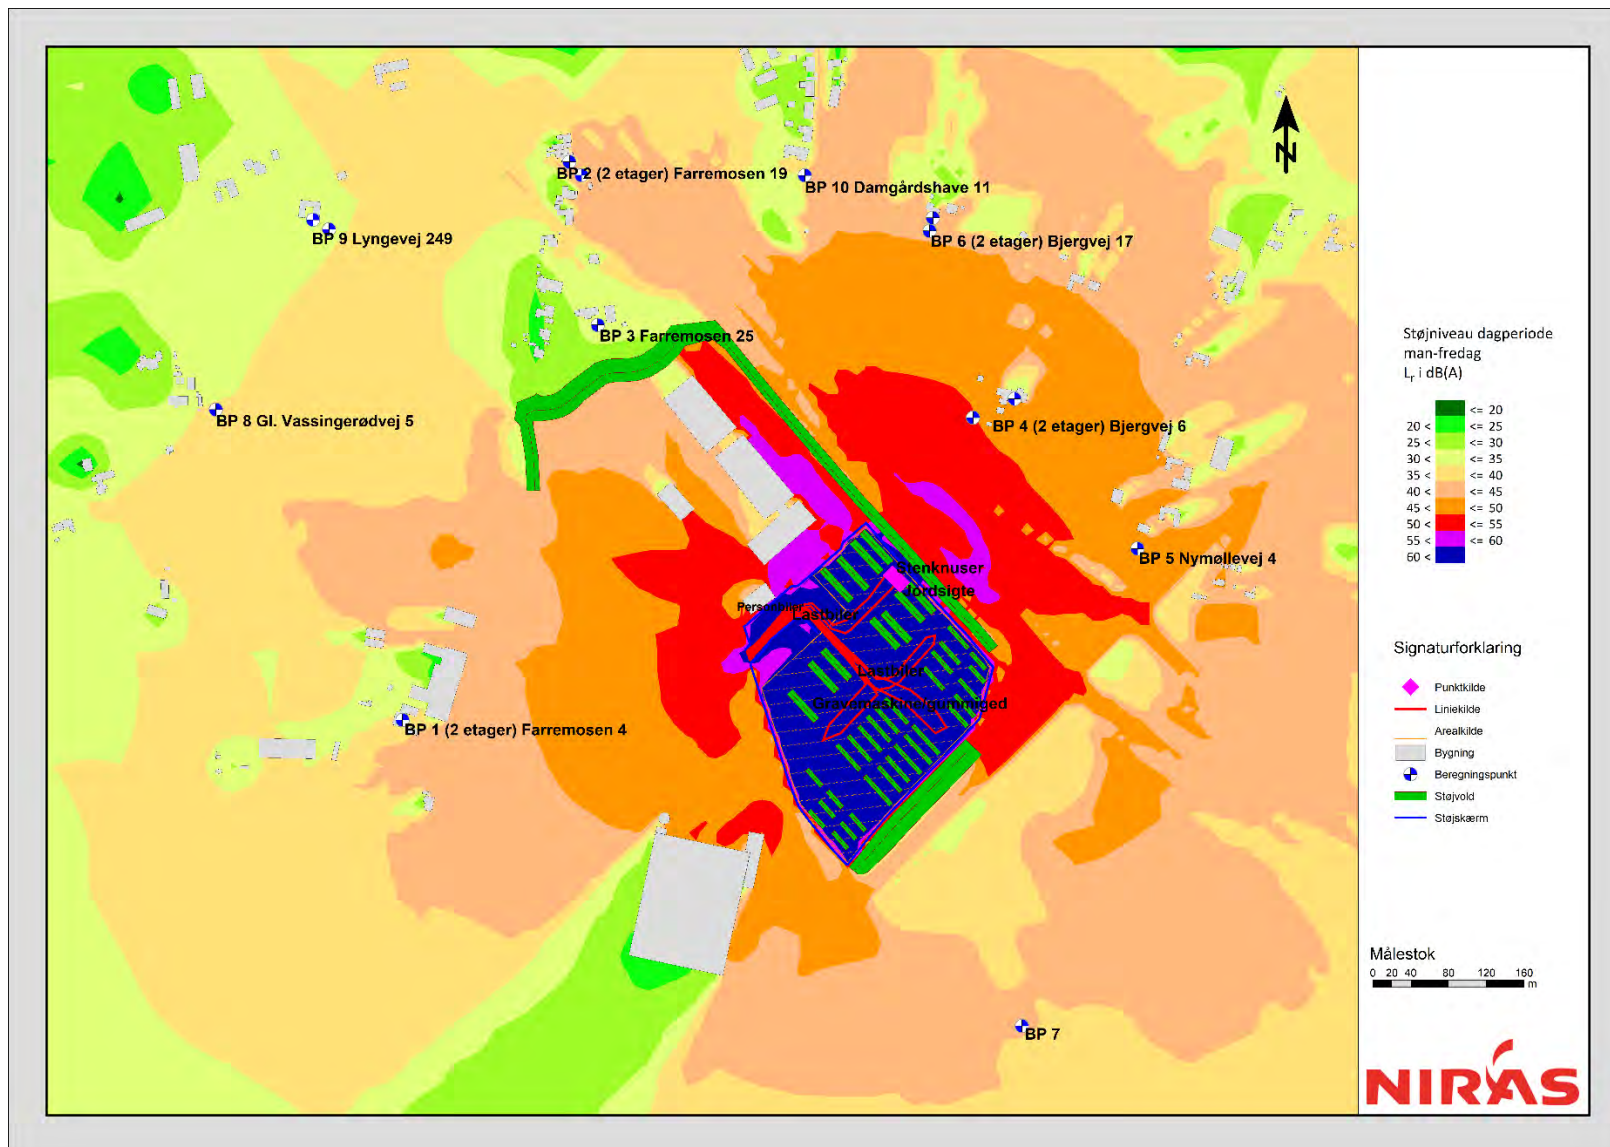 N
BP 2 (2 etager) Farremosen 19
BP 10 Damgårdshave 11
BP 9 Lyngevej 249
BP 6 (2 etager) Bjergvej 17
BP 3 Farremosen 25
BP 8 Gl. Vassingerødvej 5
BP 4 (2 etager) Bjergvej 6
BP 5 Nymøllevej 4
Stenknuser
Jordsigte
Personbiler
Lastbiler
Lastbiler
Gravemaskine/gummiged
BP 1 (2 etager) Farremosen 4
BP 7
Støjniveau dagperiode
man-fredag
Lr i dB(A)
<= 20
20 < <= 25
25 < <= 30
30 < <= 35
35 < <= 40
40 < <= 45
45 < <= 50
50 < <= 55
55 < <= 60
60 <
Signaturforklaring
Punktkilde
Liniekilde
Arealkilde
Bygning
Beregningspunkt
Støjvold
Støjskærm
Målestok
0 20 40 80 120 160
m
NIRAS